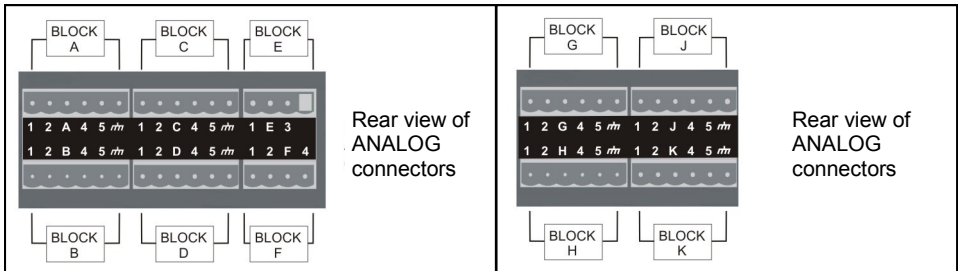 BLOCK
A
BLOCK
C
BLOCK
E
1 2 A 4 5 1 2 C 4 5 1 E 3
1 2 B 4 5 1 2 D 4 5 1 2 F 4
BLOCK
B
BLOCK
D
BLOCK
F
Rear view of
ANALOG
connectors
BLOCK
G
BLOCK
J
1 2 G 4 5 1 2 J 4 5
1 2 H 4 5 1 2 K 4 5
BLOCK
H
BLOCK
K
Rear view of
ANALOG
connectors